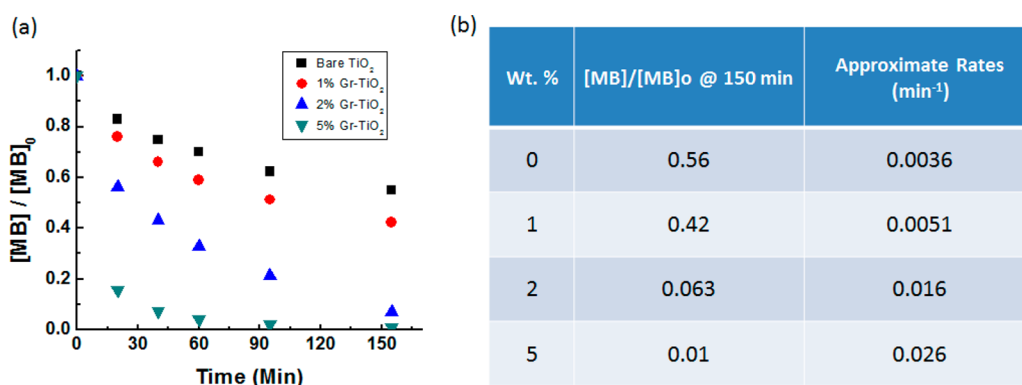 (a)
[MB] / [MB]0
1.0
0.8
0.6
0.4
0.2
0.0
0 30 60 90 120 150
Time (Min)
Bare TiO2
1% Gr-TiO2
2% Gr-TiO2
5% Gr-TiO2
(b)
Wt. % [MB]/[MB]o @ 150 min Approximate Rates
(min-1)
0 0.56 0.0036
1 0.42 0.0051
2 0.063 0.016
5 0.01 0.026